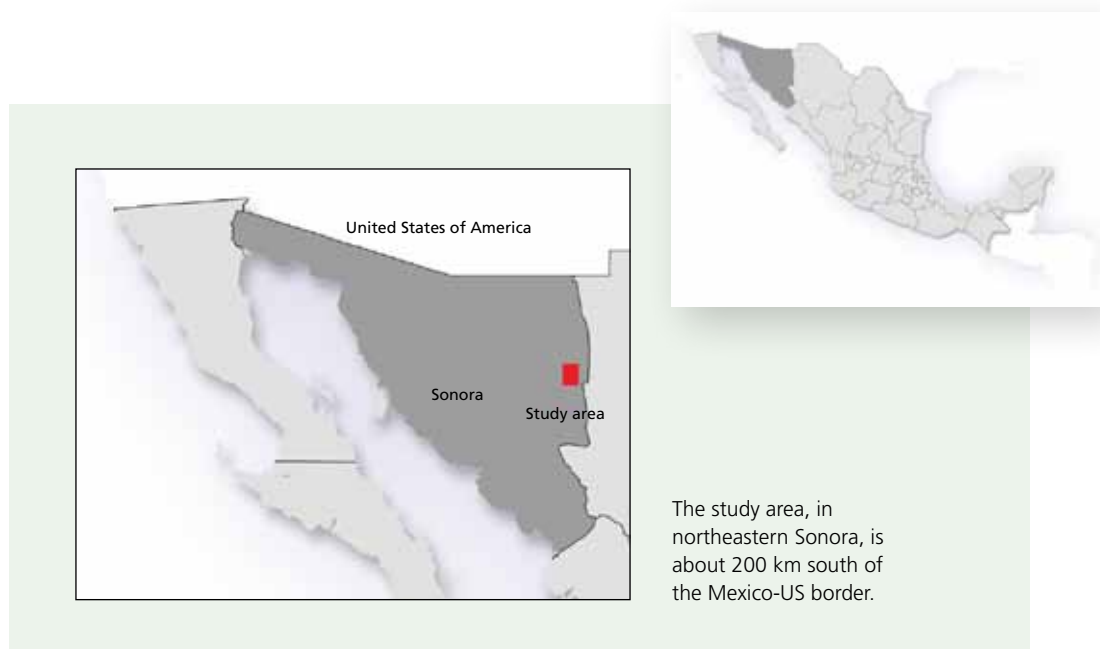 United States of America
Sonora
Study area
The study area, in
northeastern Sonora, is
about 200 km south of
the Mexico-US border.